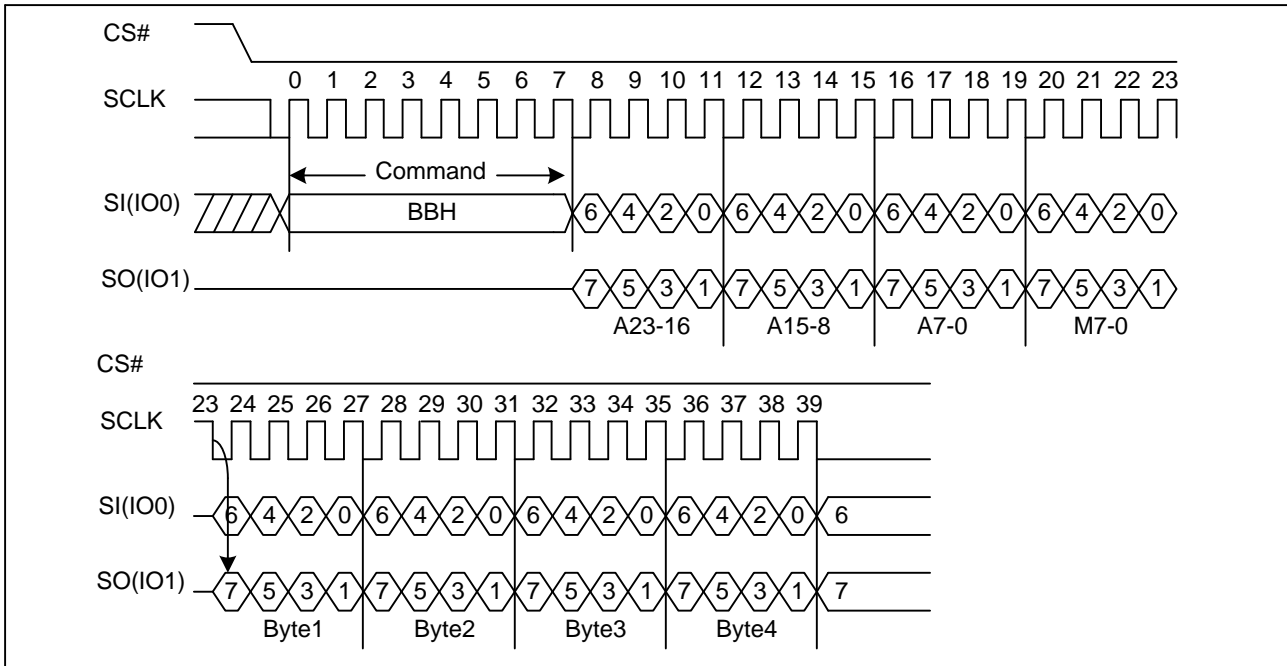 CS#
0 1 2 3 4 5 6 7 8 9 10 11 12 13 14 15 16 17 18 19 20 21 22 23
SCLK
Command
SI(IO0) BBH 6 4 2 0 6 4 2 0 6 4 2 0 6 4 2 0
SO(IO1) 7 5 3 1 7 5 3 1 7 5 3 1 7 5 3 1
A23-16 A15-8 A7-0 M7-0
CS#
23 24 25 26 27 28 29 30 31 32 33 34 35 36 37 38 39
SCLK
SI(IO0) 6 4 2 0 6 4 2 0 6 4 2 0 6 4 2 0 6
SO(IO1) 7 5 3 1 7 5 3 1 7 5 3 1 7 5 3 1 7
Byte1 Byte2 Byte3 Byte4